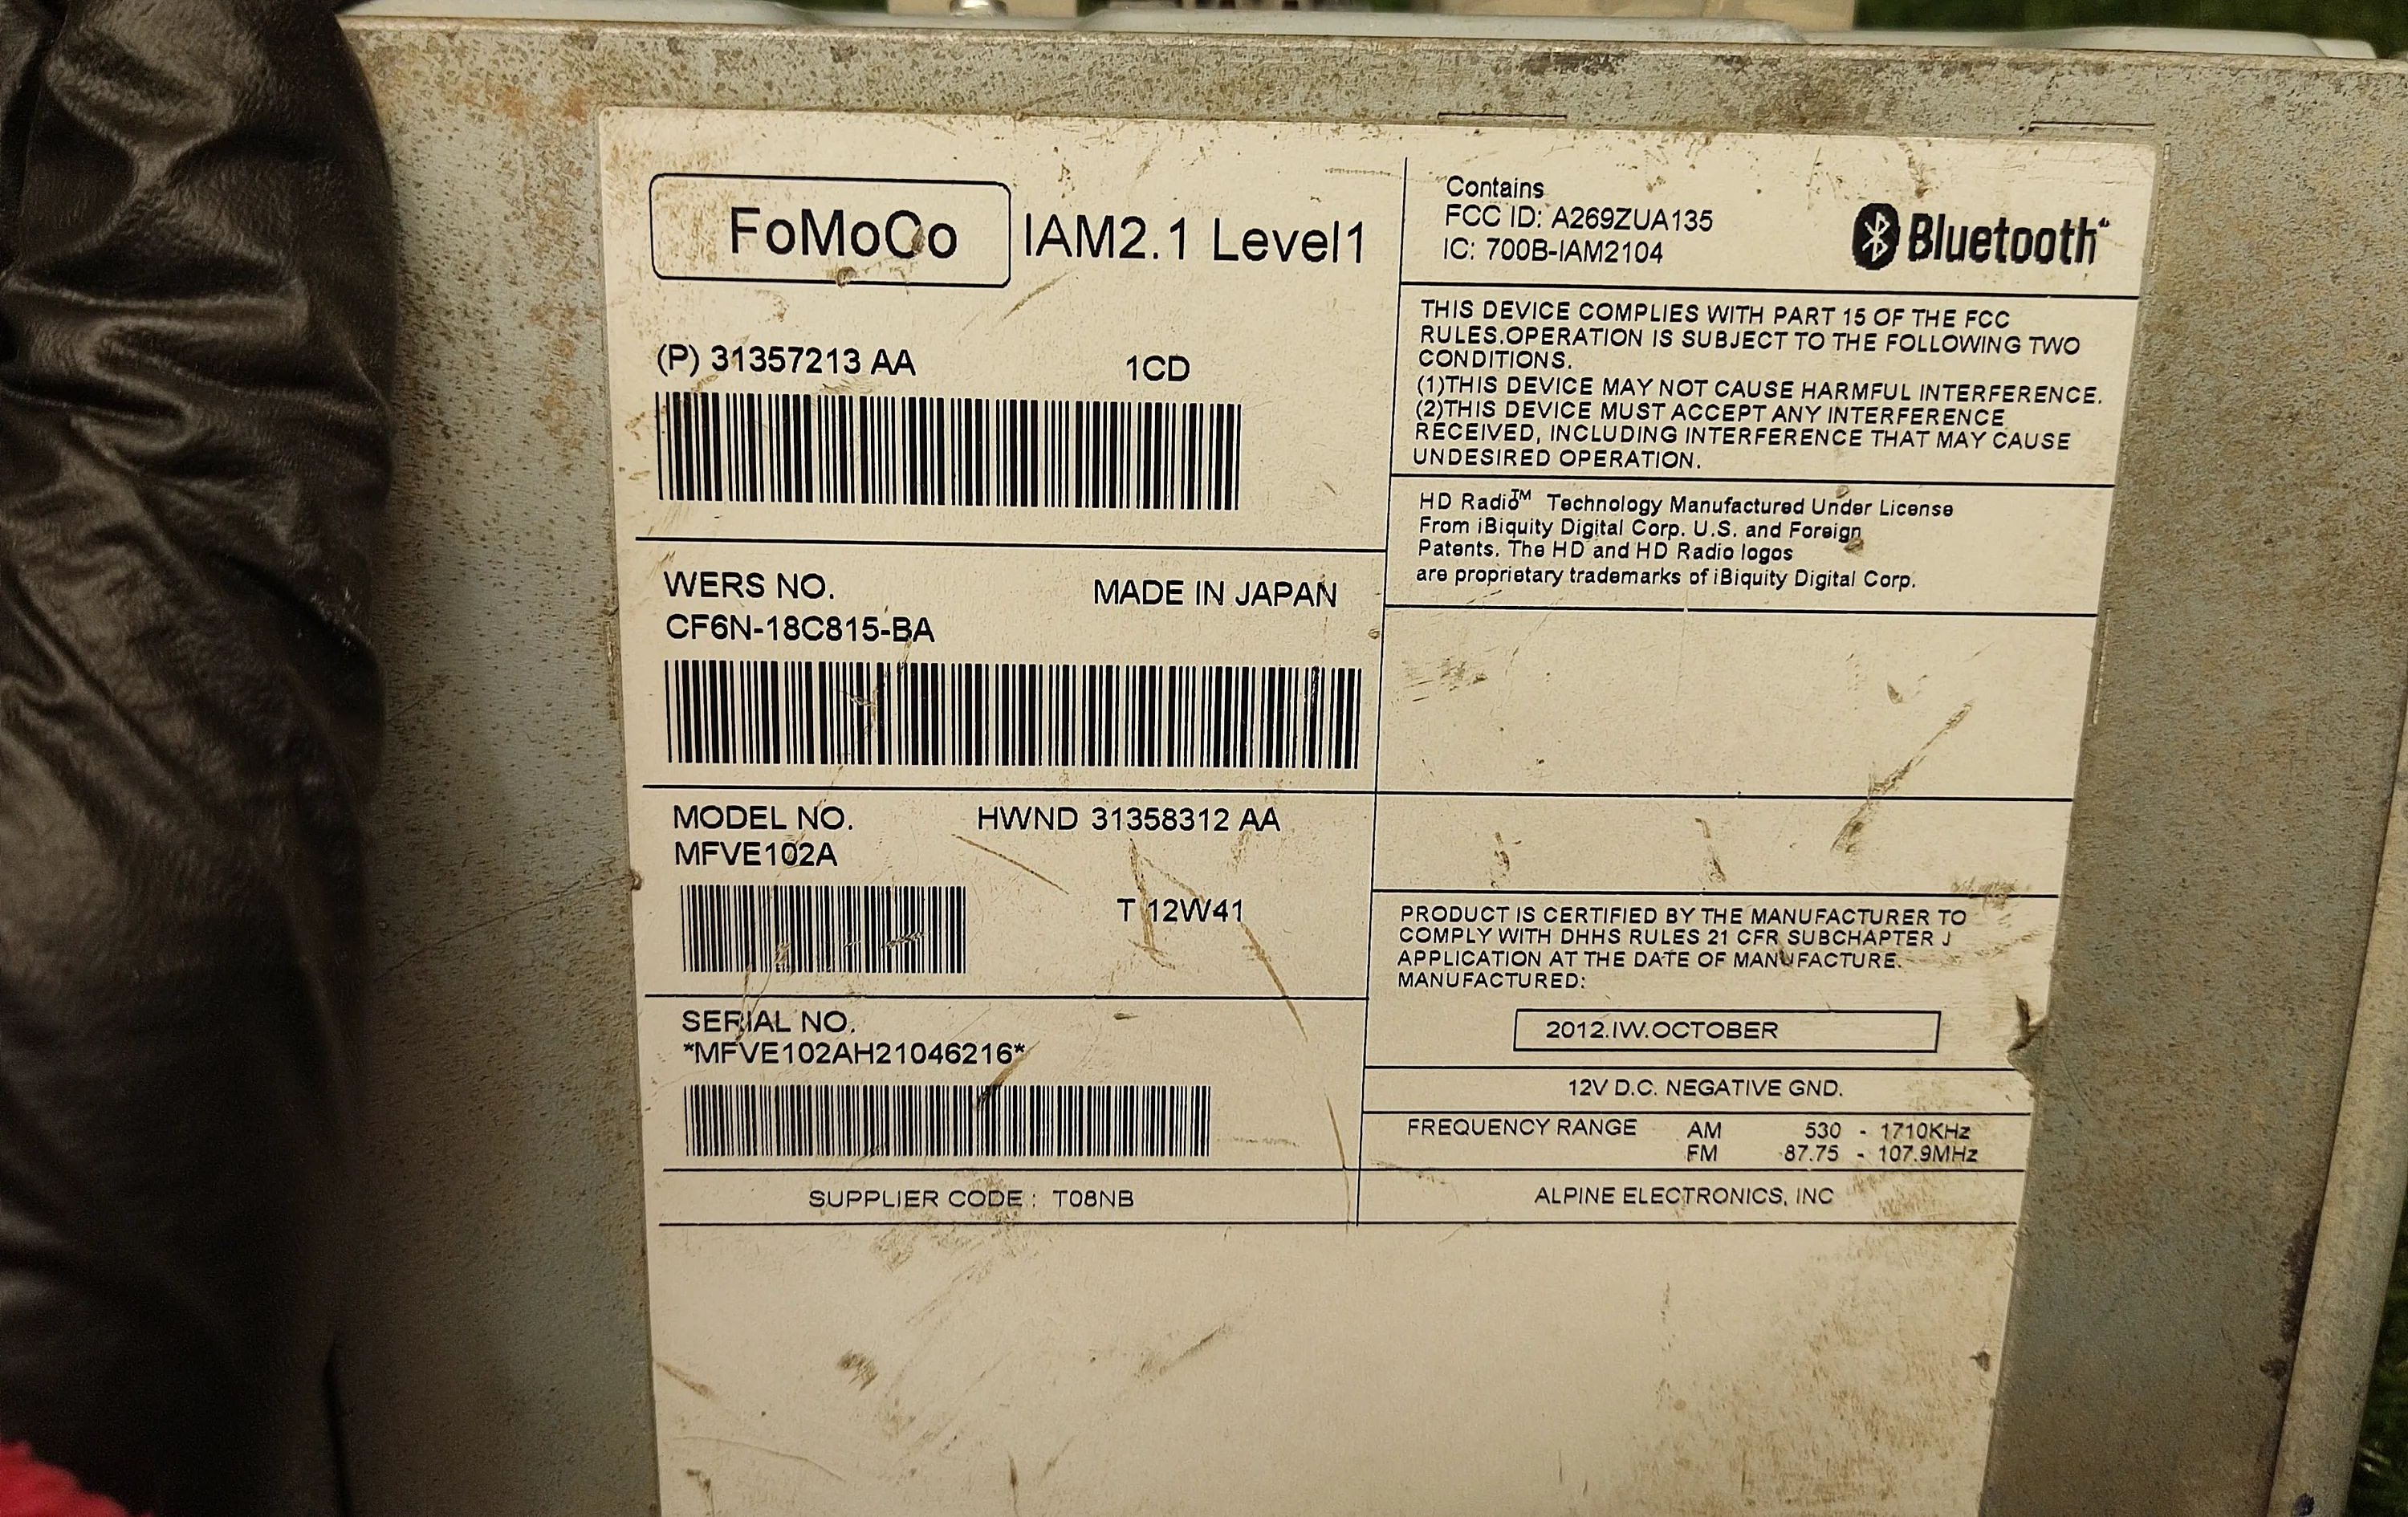 FoMoCo IAM2.1 Level1
(P) 31357213 AA 1CD
WERS NO. MADE IN JAPAN
CF6N-18C815-BA
MODEL NO. HWND 31358312 AA
MFVE102A
T 12W41
SERIAL NO.
*MFVE102AH21046216*
SUPPLIER CODE : T08NB
Contains
FCC ID: A269ZUA135
IC: 700B-IAM2104
Bluetooth
THIS DEVICE COMPLIES WITH PART 15 OF THE FCC
RULES.OPERATION IS SUBJECT TO THE FOLLOWING TWO
CONDITIONS.
(1)THIS DEVICE MAY NOT CAUSE HARMFUL INTERFERENCE.
(2)THIS DEVICE MUST ACCEPT ANY INTERFERENCE
RECEIVED, INCLUDING INTERFERENCE THAT MAY CAUSE
UNDESIRED OPERATION.
HD Radio™ Technology Manufactured Under License
From iBiquity Digital Corp. U.S. and Foreign
Patents. The HD and HD Radio logos
are proprietary trademarks of iBiquity Digital Corp.
PRODUCT IS CERTIFIED BY THE MANUFACTURER TO
COMPLY WITH DHHS RULES 21 CFR SUBCHAPTER J
APPLICATION AT THE DATE OF MANUFACTURE.
MANUFACTURED:
2012.IW.OCTOBER
12V D.C. NEGATIVE GND.
FREQUENCY RANGE AM 530 - 1710KHz
FM 87.75 - 107.9MHz
ALPINE ELECTRONICS, INC